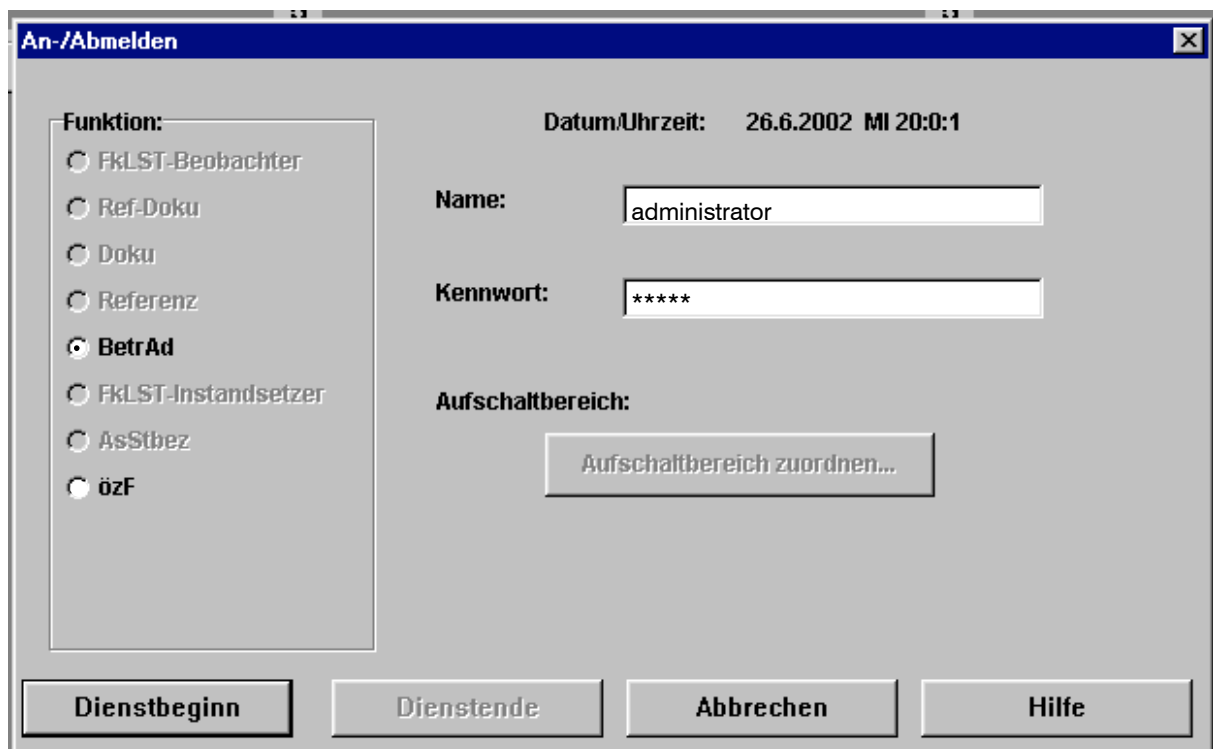 An-/Abmelden
Funktion:
FkLST-Beobachter
Ref-Doku
Doku
Referenz
BetrAd
FkLST-Instandsetzer
AsStbez
özF
Datum/Uhrzeit: 26.6.2002 MI 20:0:1
Name: administrator
Kennwort: *****
Aufschaltbereich:
Aufschaltbereich zuordnen...
Dienstbeginn
Dienstende
Abbrechen
Hilfe